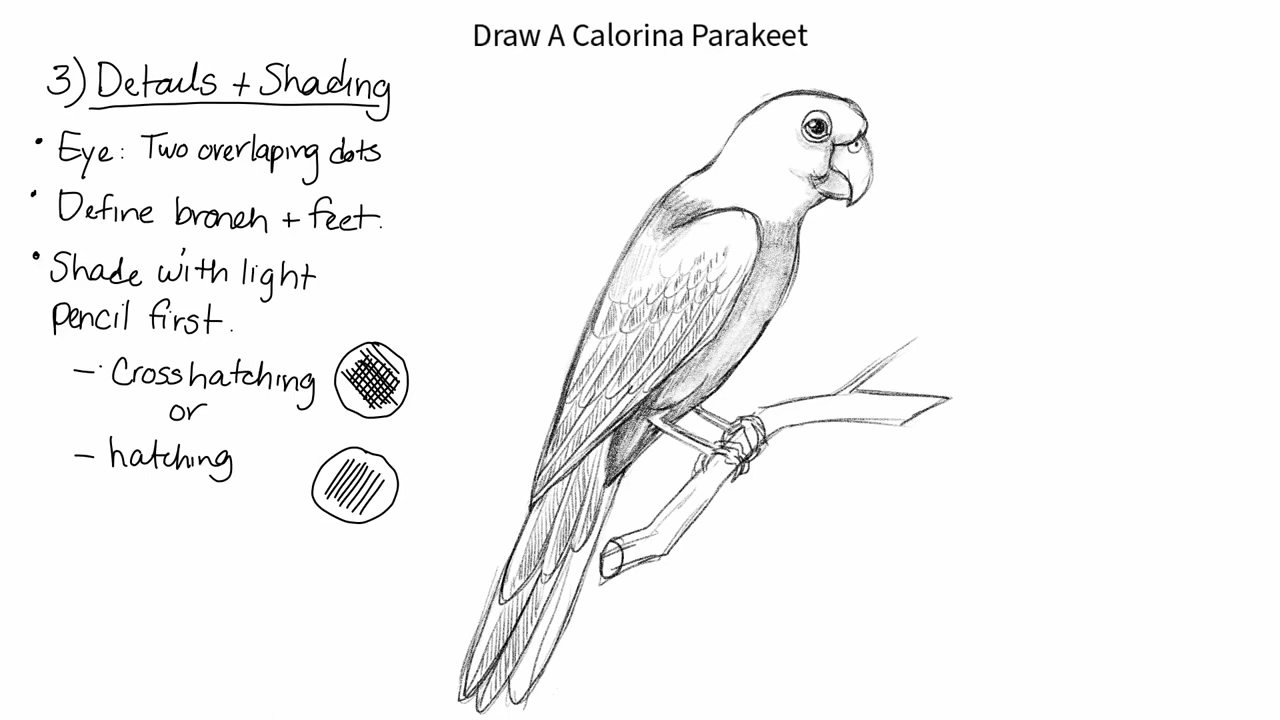 Draw A Calorina Parakeet
3) Details + Shading
• Eye: Two overlaping dots
• Define branch + feet.
• Shade with light
Pencil first.
- Crosshatching
or
- hatching